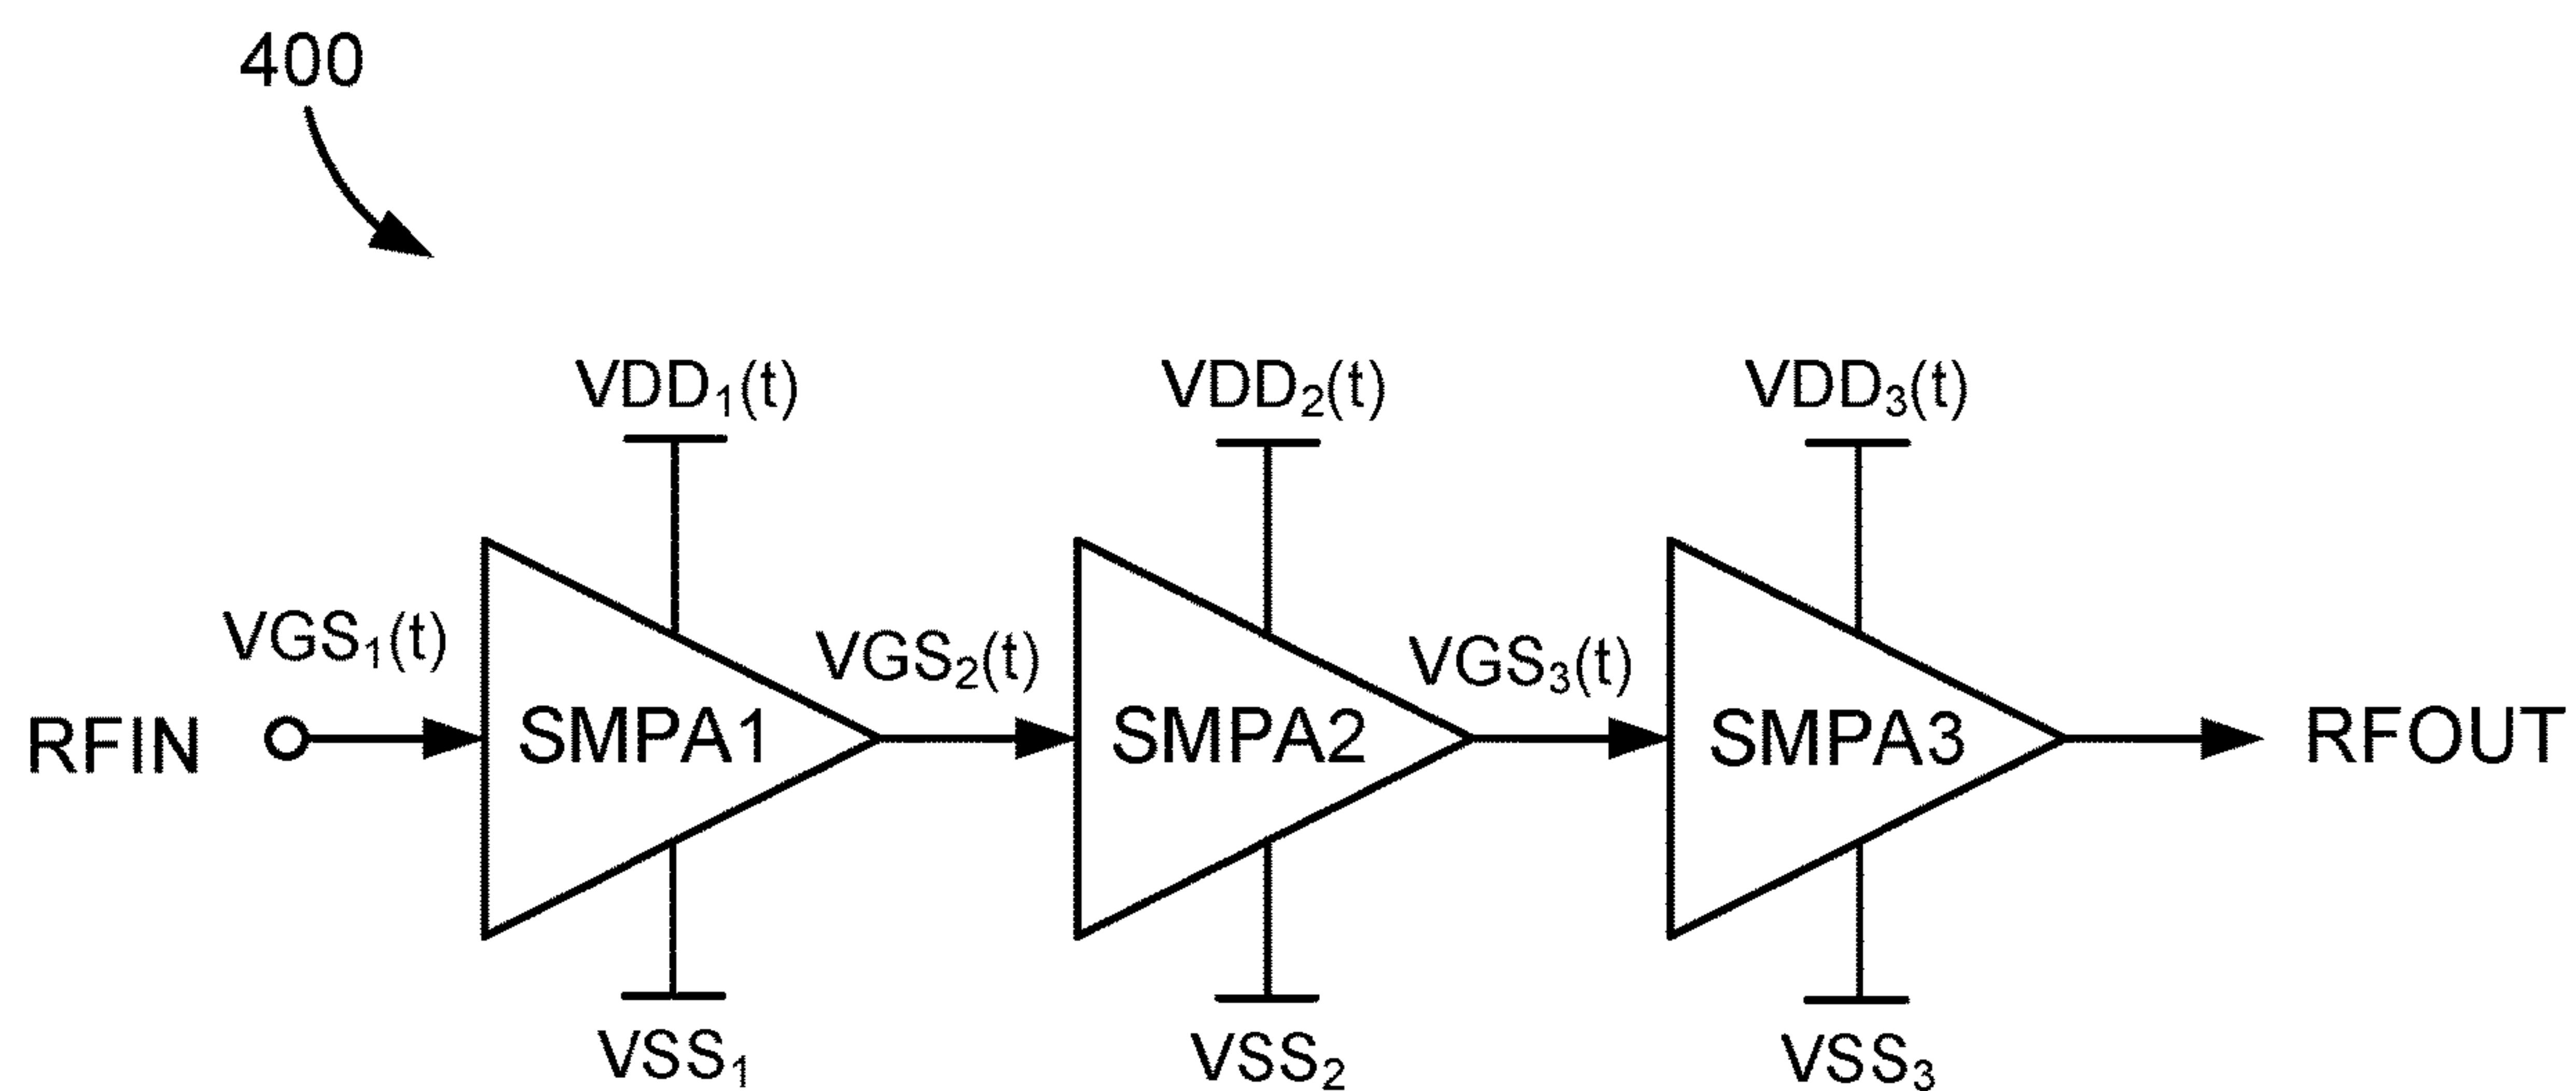 400
VDD₁(t)
VDD₂(t)
VDD₃(t)
VGS₁(t)
VGS₂(t)
VGS₃(t)
RFIN
SMPA1
SMPA2
SMPA3
RFOUT
VSS₁
VSS₂
VSS₃